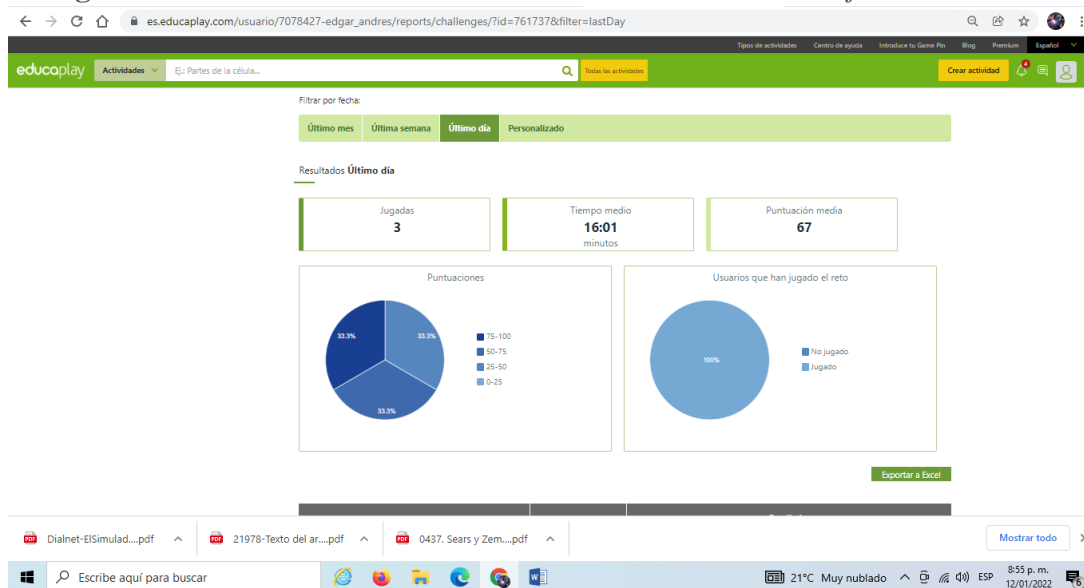 es.educaplay.com/usuario/7078427-edgar_andres/reports/challenges/?id=761737&filter=lastDay
Tipos de actividades Centro de ayuda Introduce tu Game Pin Blog Premium Español
educaplay Actividades Ej.: Partes de la célula... Todas las actividades Crear actividad 4
Filtrar por fecha:
Último mes Última semana Último día Personalizado
Resultados Último día
Jugadas
3
Tiempo medio
16:01
minutos
Puntuación media
67
Puntuaciones
33.3%
33.3%
33.3%
75-100
50-75
25-50
0-25
Usuarios que han jugado el reto
100%
No jugado
Jugado
Exportar a Excel
Dialnet-ElSimulad....pdf 21978-Texto del ar....pdf 0437. Sears y Zem....pdf Mostrar todo
Escribe aquí para buscar 21°C Muy nublado ESP 8:55 p. m.
12/01/2022 6